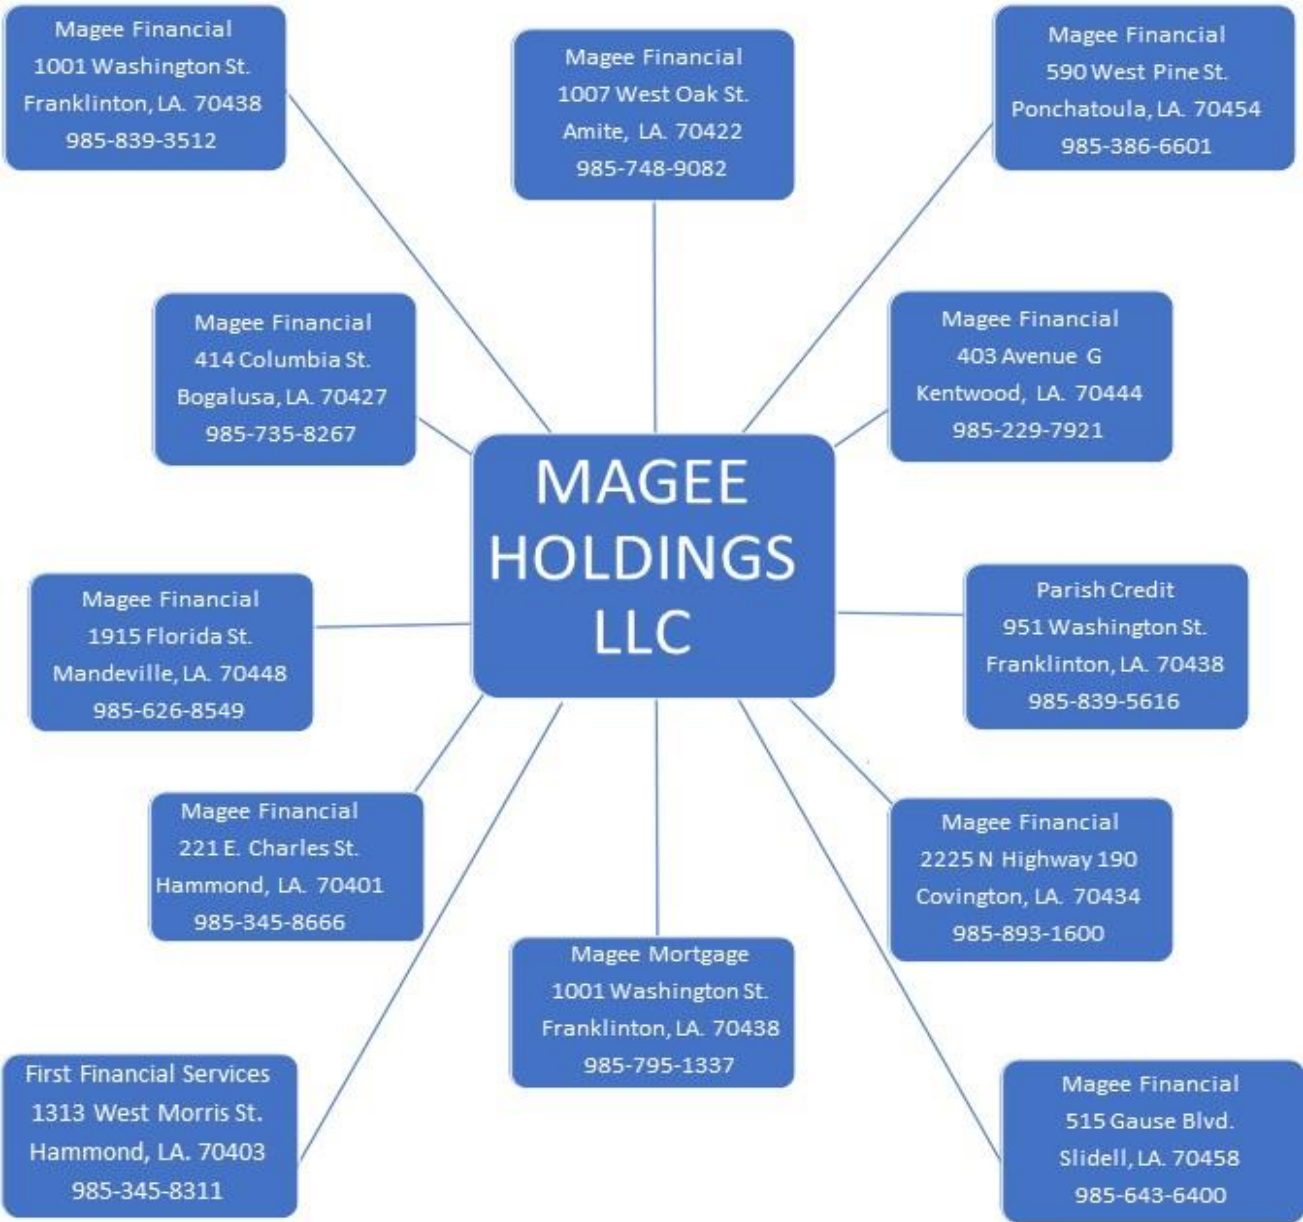 Magee Financial
1001 Washington St.
Franklinton, LA. 70438
985-839-3512
Magee Financial
1007 West Oak St.
Amite, LA. 70422
985-748-9082
Magee Financial
590 West Pine St.
Ponchatoula, LA. 70454
985-386-6601
Magee Financial
414 Columbia St.
Bogalusa, LA. 70427
985-735-8267
Magee Financial
403 Avenue G
Kentwood, LA. 70444
985-229-7921
MAGEE
HOLDINGS
LLC
Magee Financial
1915 Florida St.
Mandeville, LA. 70448
985-626-8549
Parish Credit
951 Washington St.
Franklinton, LA. 70438
985-839-5616
Magee Financial
221 E. Charles St.
Hammond, LA. 70401
985-345-8666
Magee Financial
2225 N Highway 190
Covington, LA. 70434
985-893-1600
Magee Mortgage
1001 Washington St.
Franklinton, LA. 70438
985-795-1337
First Financial Services
1313 West Morris St.
Hammond, LA. 70403
985-345-8311
Magee Financial
515 Gause Blvd.
Slidell, LA. 70458
985-643-6400